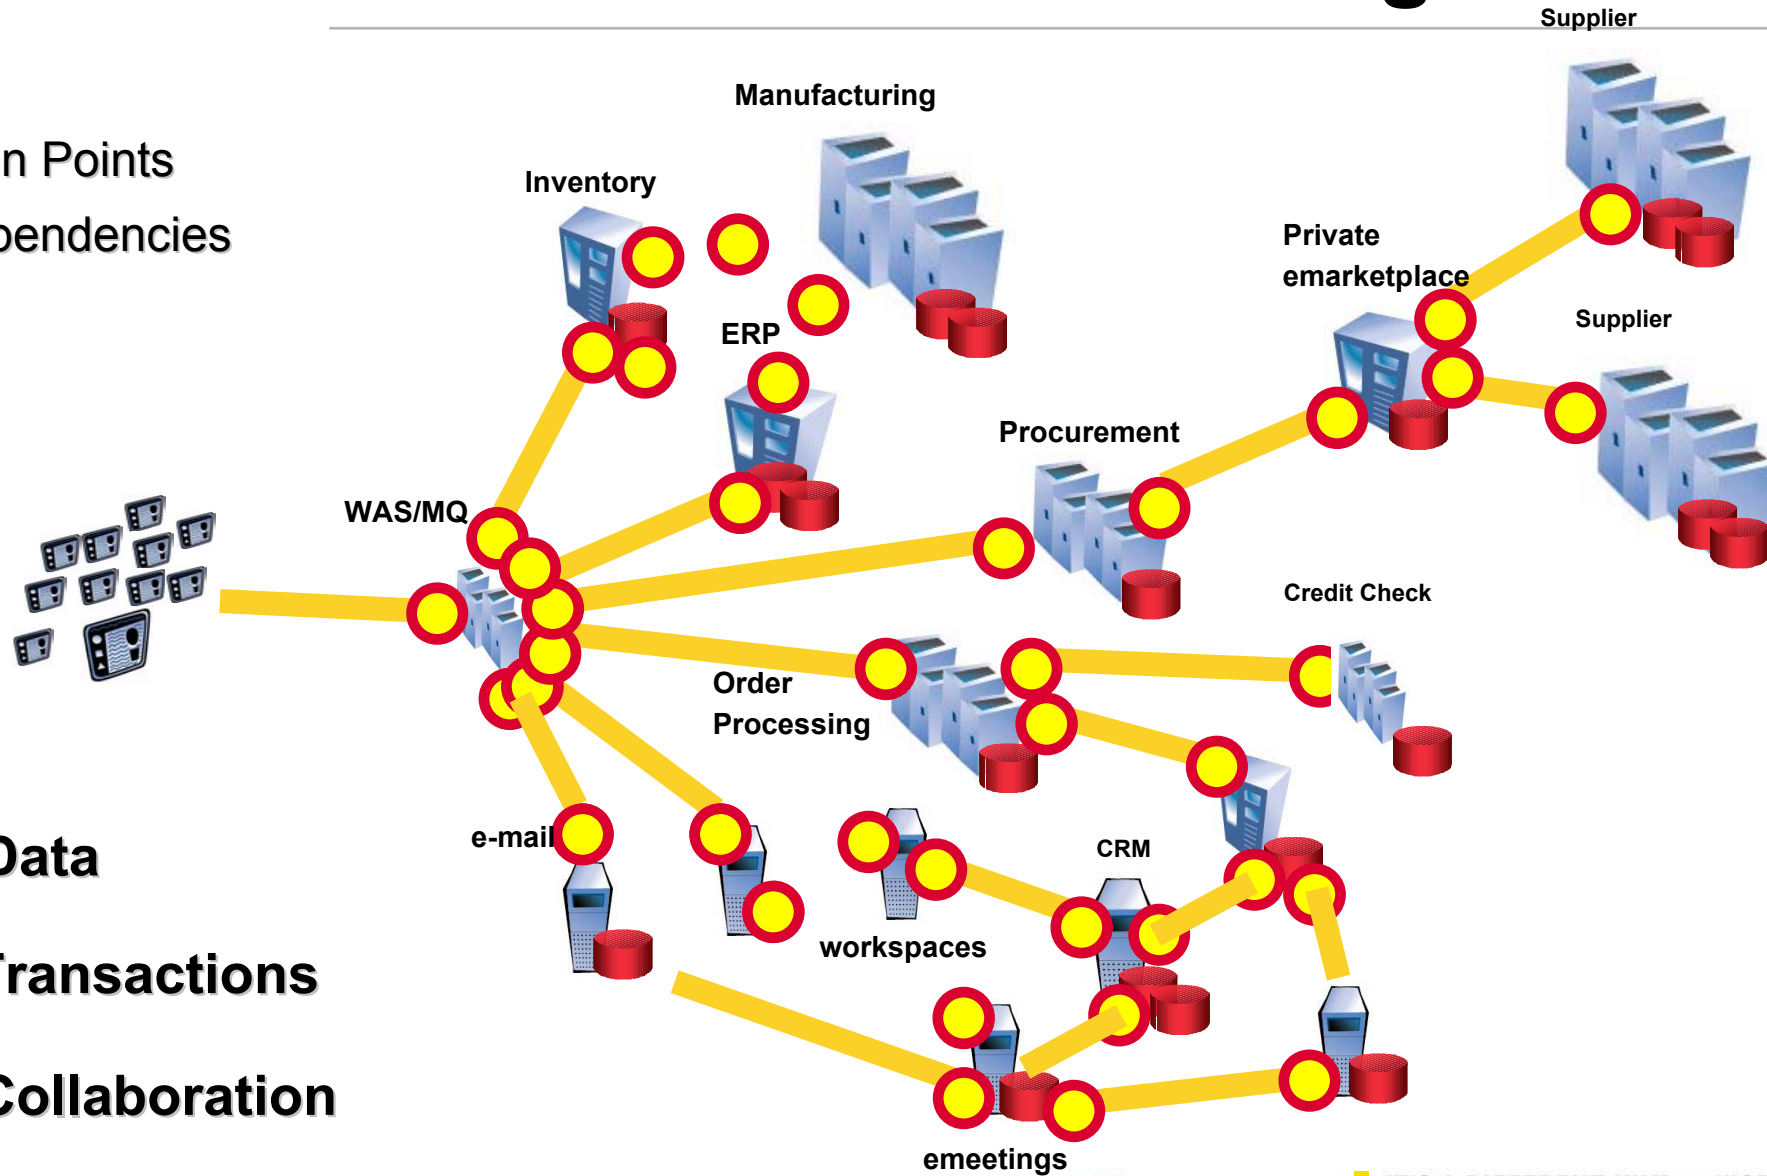 Supplier
Manufacturing
n Points
Inventory
pendencies
Private
emarketplace
Supplier
ERP
Procurement
WAS/MQ
Credit Check
Order
Processing
e-mail
Data
CRM
workspaces
Transactions
Collaboration
emeetings